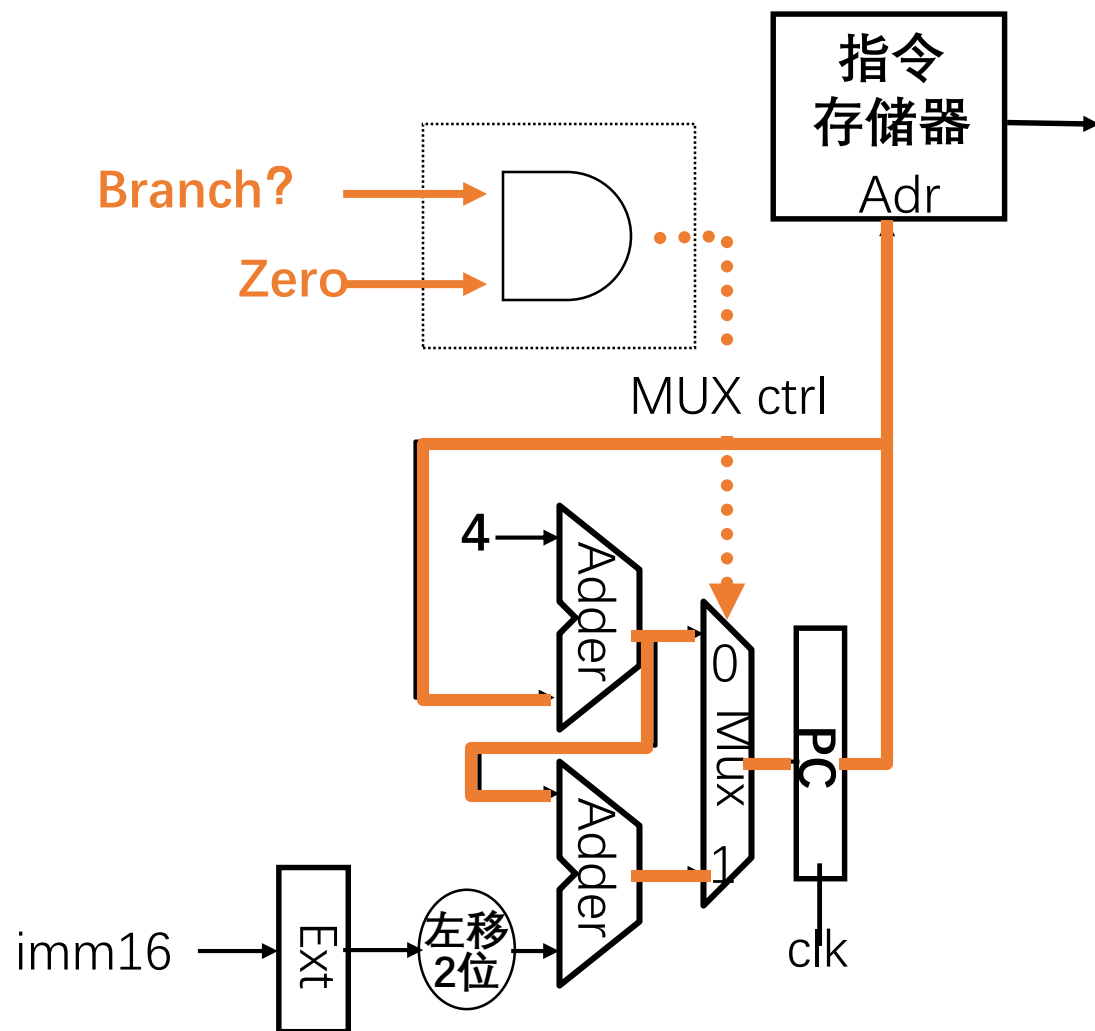 指令
存储器
Adr
Branch?
Zero
MUX ctrl
4
Adder
0
Mux
1
PC
Adder
imm16
Ext
左移
2位
clk